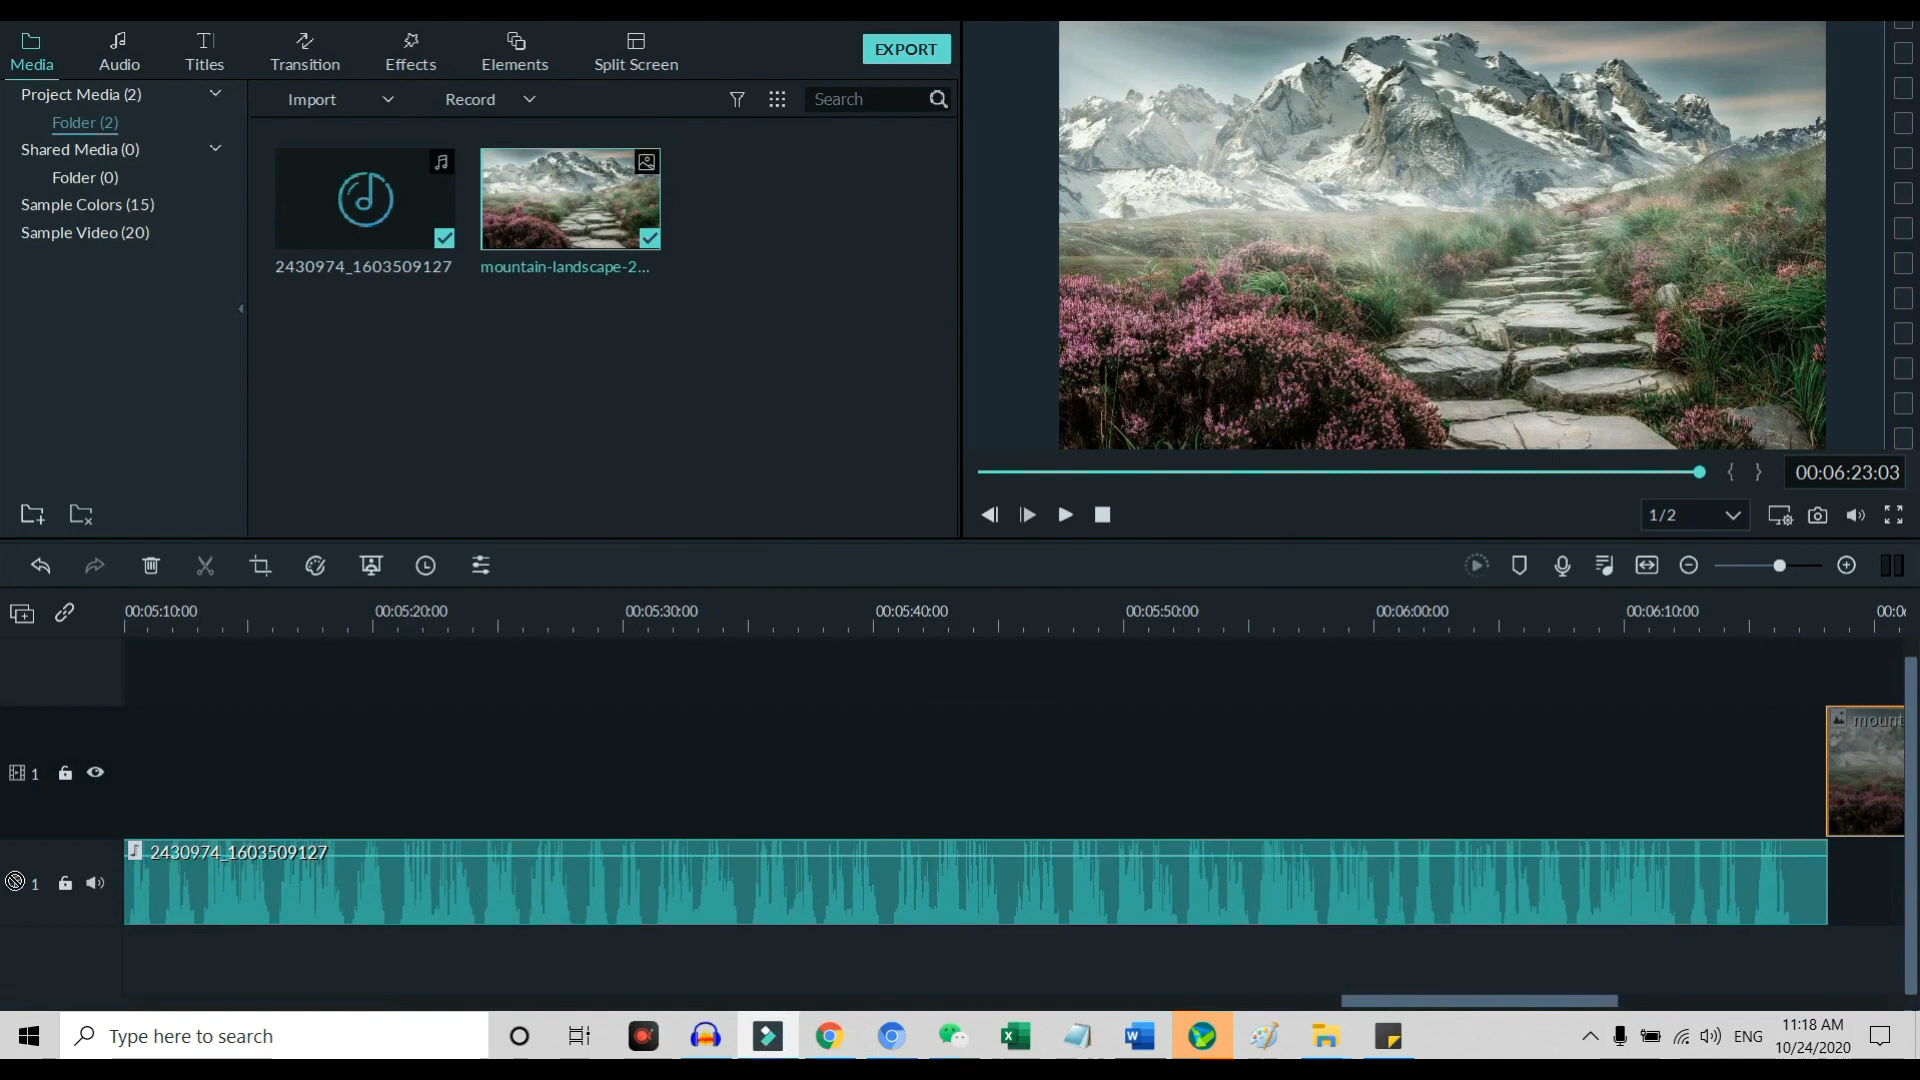 Media
Audio
Titles
Transition
Effects
Elements
Split Screen
EXPORT
Project Media (2)
Folder (2)
Shared Media (0)
Folder (0)
Sample Colors (15)
Sample Video (20)
Import
Record
Search
2430974_1603509127
mountain-landscape-2...
00:06:23:03
1/2
00:05:10:00
00:05:20:00
00:05:30:00
00:05:40:00
00:05:50:00
00:06:00:00
00:06:10:00
00:0
mount
1
2430974_1603509127
1
Type here to search
ENG
11:18 AM
10/24/2020